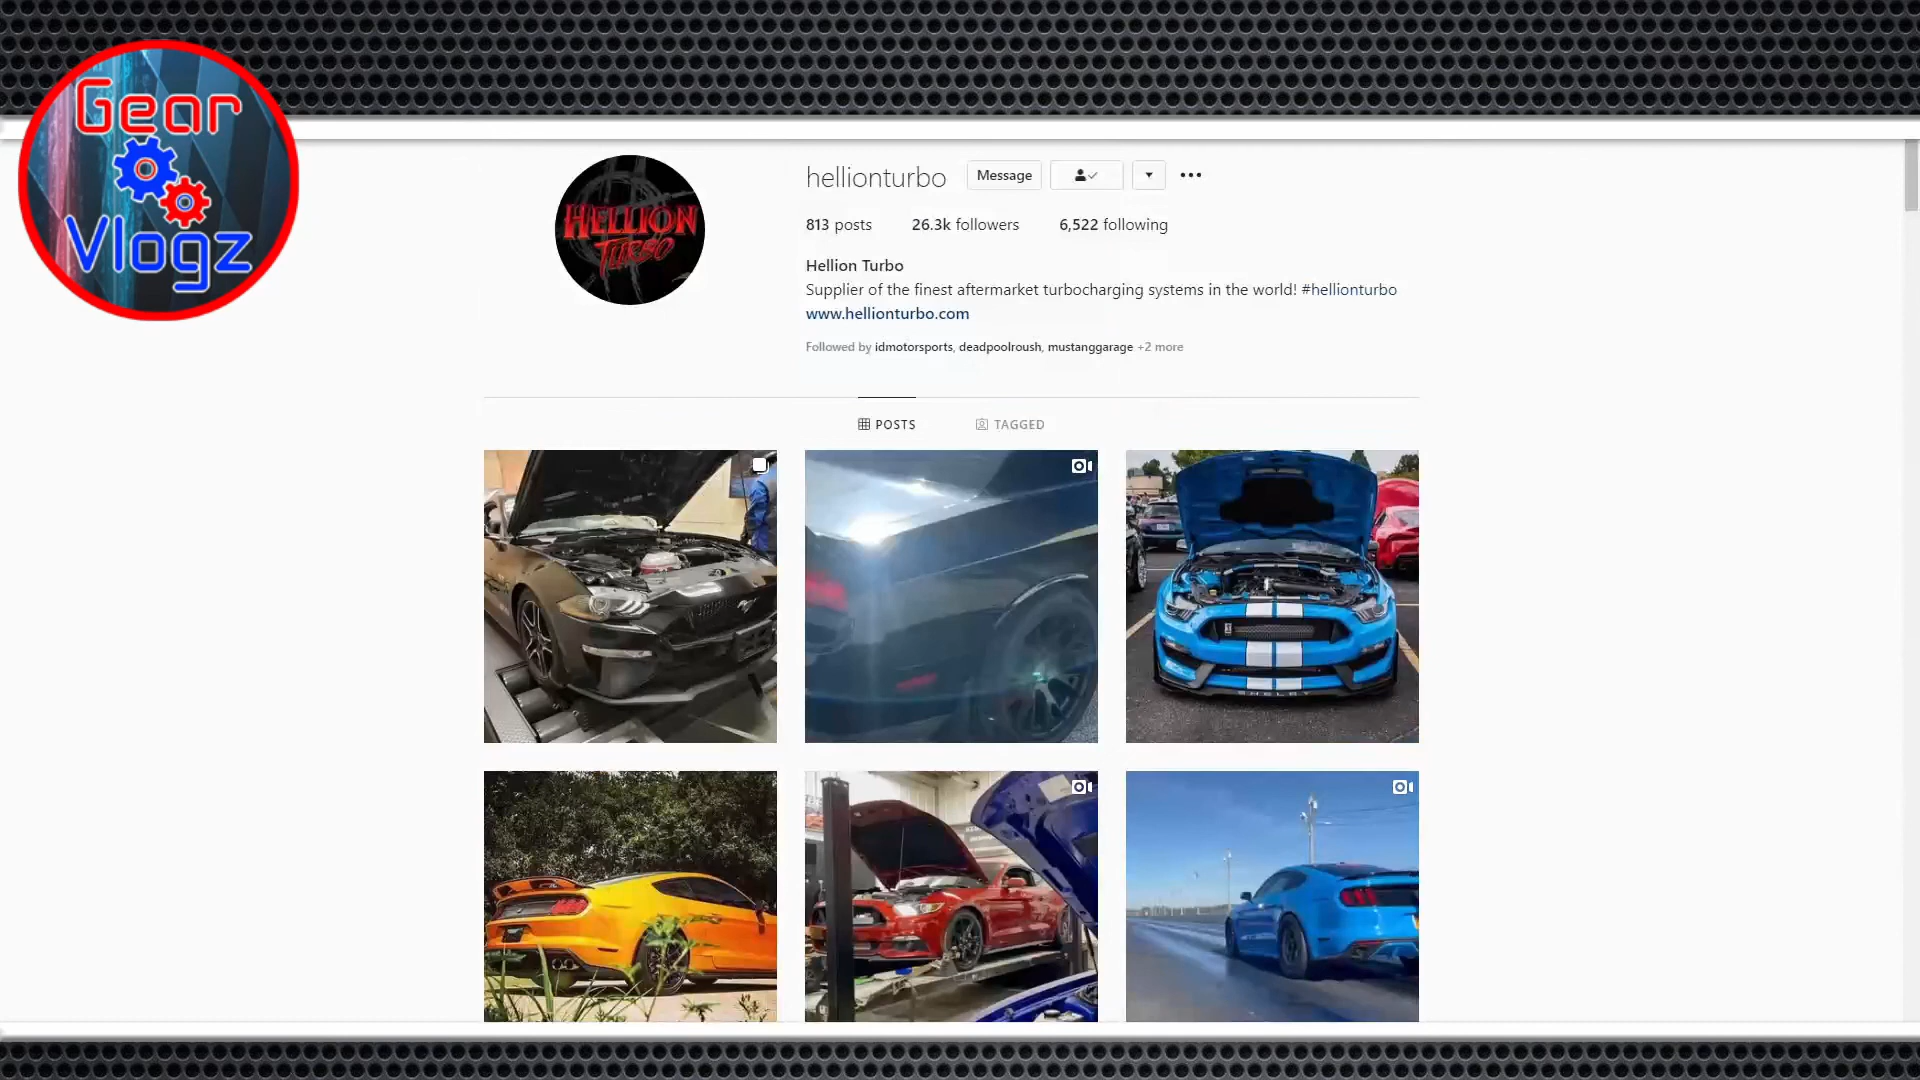 Gear
Vlogz
HELLION
TURBO
hellionturbo
Message
813 posts 26.3k followers 6,522 following
Hellion Turbo
Supplier of the finest aftermarket turbocharging systems in the world! #hellionturbo
www.hellionturbo.com
Followed by idmotorsports, deadpoolroush, mustanggarage +2 more
POSTS TAGGED
SHELBY